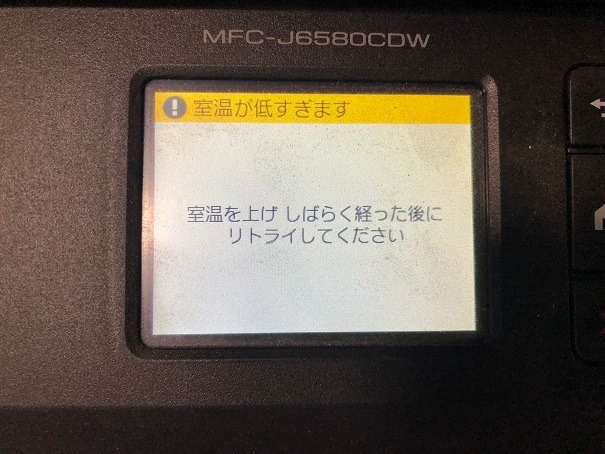 MFC-J6580CDW
室温が低すぎます
室温を上げ しばらく経った後に
リトライしてください